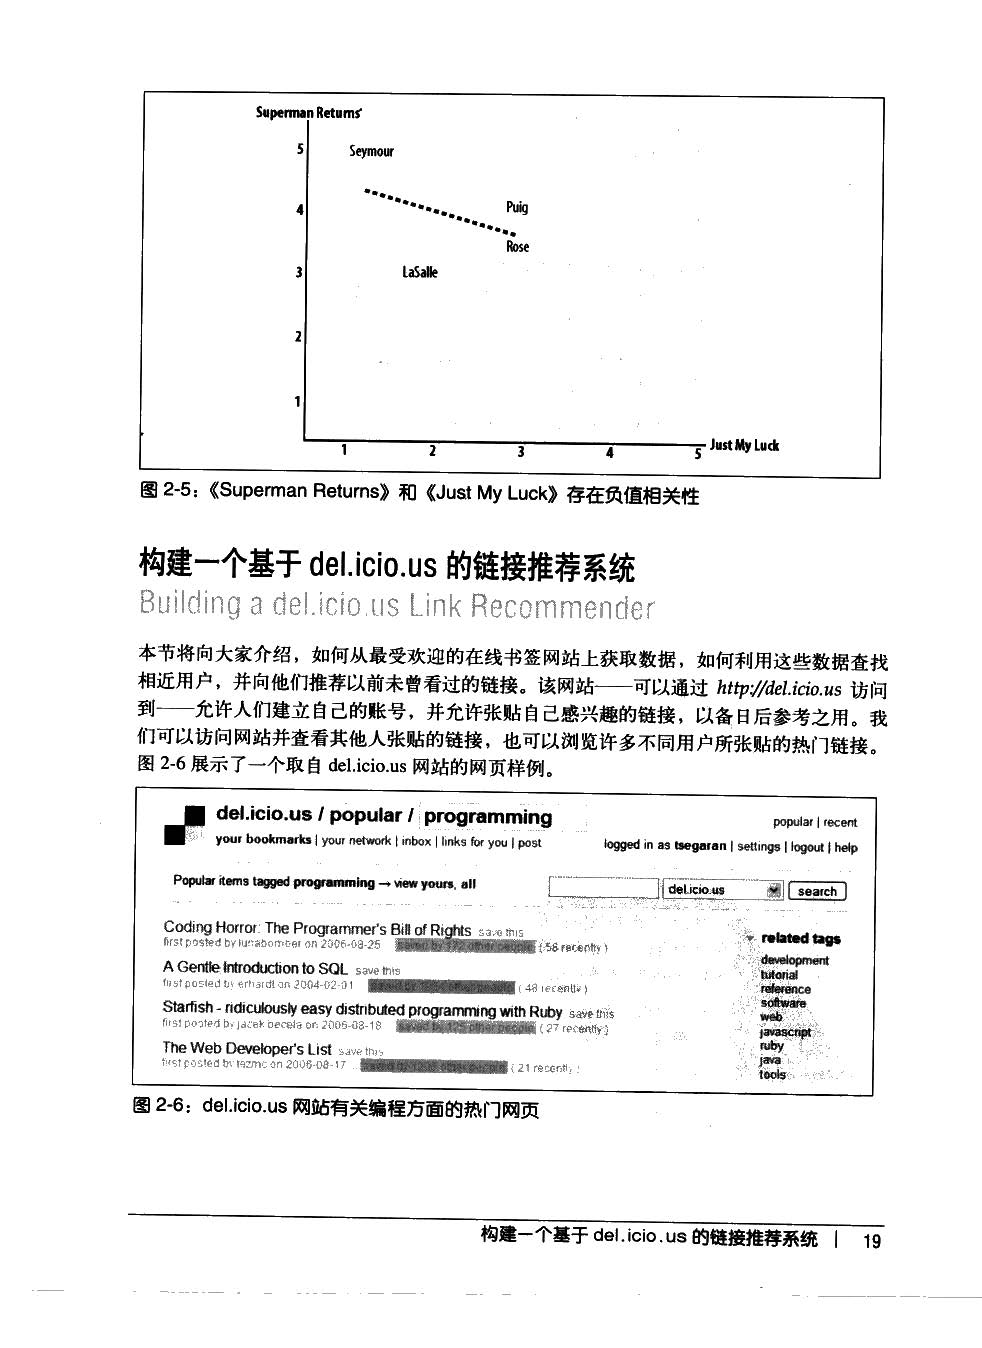 Superman Returns
5
Seymour
4
Puig
Rose
3
LaSalle
2
1
1 2 3 4 5 Just My Luck
图 2-5：《Superman Returns》和《Just My Luck》存在负值相关性
构建一个基于 del.icio.us 的链接推荐系统
Building a del.icio.us Link Recommender
本节将向大家介绍，如何从最受欢迎的在线书签网站上获取数据，如何利用这些数据查找
相近用户，并向他们推荐以前未曾看过的链接。该网站——可以通过 http://del.icio.us 访问
到——允许人们建立自己的账号，并允许张贴自己感兴趣的链接，以备日后参考之用。我
们可以访问网站并查看其他人张贴的链接，也可以浏览许多不同用户所张贴的热门链接。
图 2-6 展示了一个取自 del.icio.us 网站的网页样例。
del.icio.us / popular / programming
popular | recent
your bookmarks | your network | inbox | links for you | post
logged in as tsegaran | settings | logout | help
Popular items tagged programming → view yours, all
del.icio.us
search
Coding Horror: The Programmer's Bill of Rights save this
first posted by lunabomber on 2006-08-25 saved by 172 other people (58 recently)
A Gentle Introduction to SQL save this
first posted by erhardt on 2004-02-01 (48 recently)
Starfish - ridiculously easy distributed programming with Ruby save this
first posted by jacek becela on 2006-08-18 saved by 125 other people (27 recently)
The Web Developer's List save this
first posted by on 2006-08-17 (21 recently)
related tags
development
tutorial
reference
software
web
javascript
ruby
java
tools
图 2-6：del.icio.us 网站有关编程方面的热门网页
构建一个基于 del.icio.us 的链接推荐系统 | 19